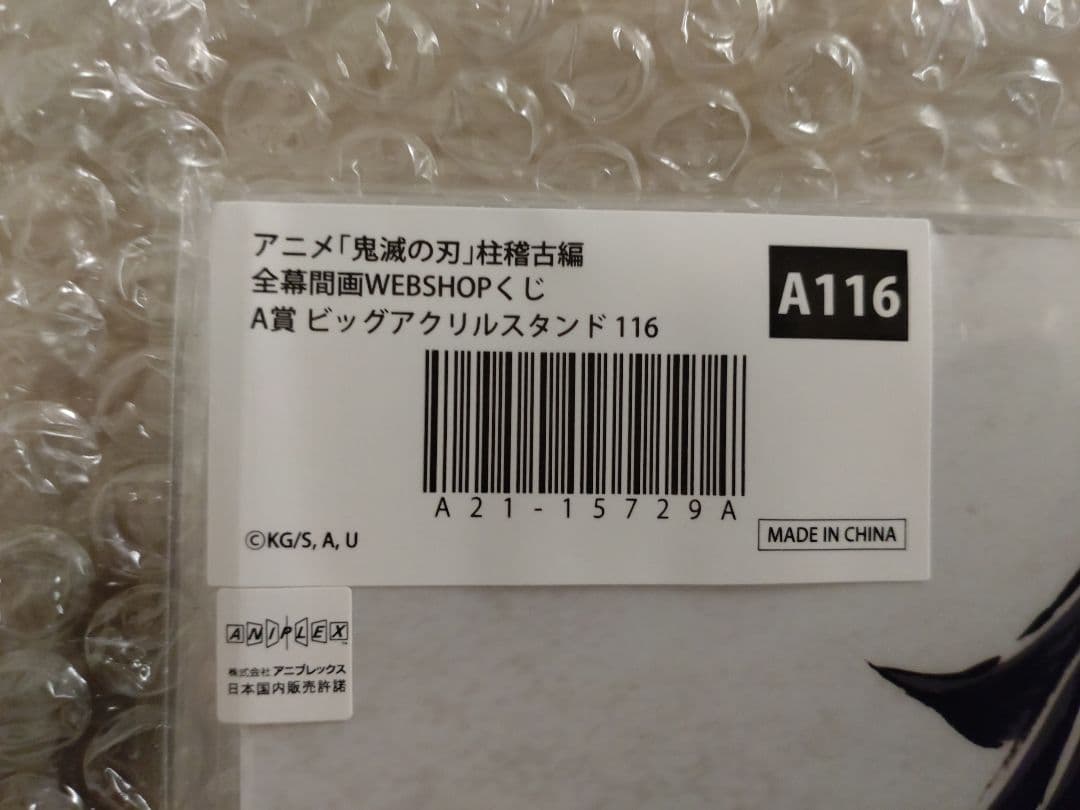 アニメ「鬼滅の刃」柱稽古編
全幕間画WEBSHOPくじ
A賞 ビッグアクリルスタンド 116
A116
A21-15729A
©KG/S, A, U
MADE IN CHINA
ANIPLEX™
株式会社 アニプレックス
日本国内販売許諾